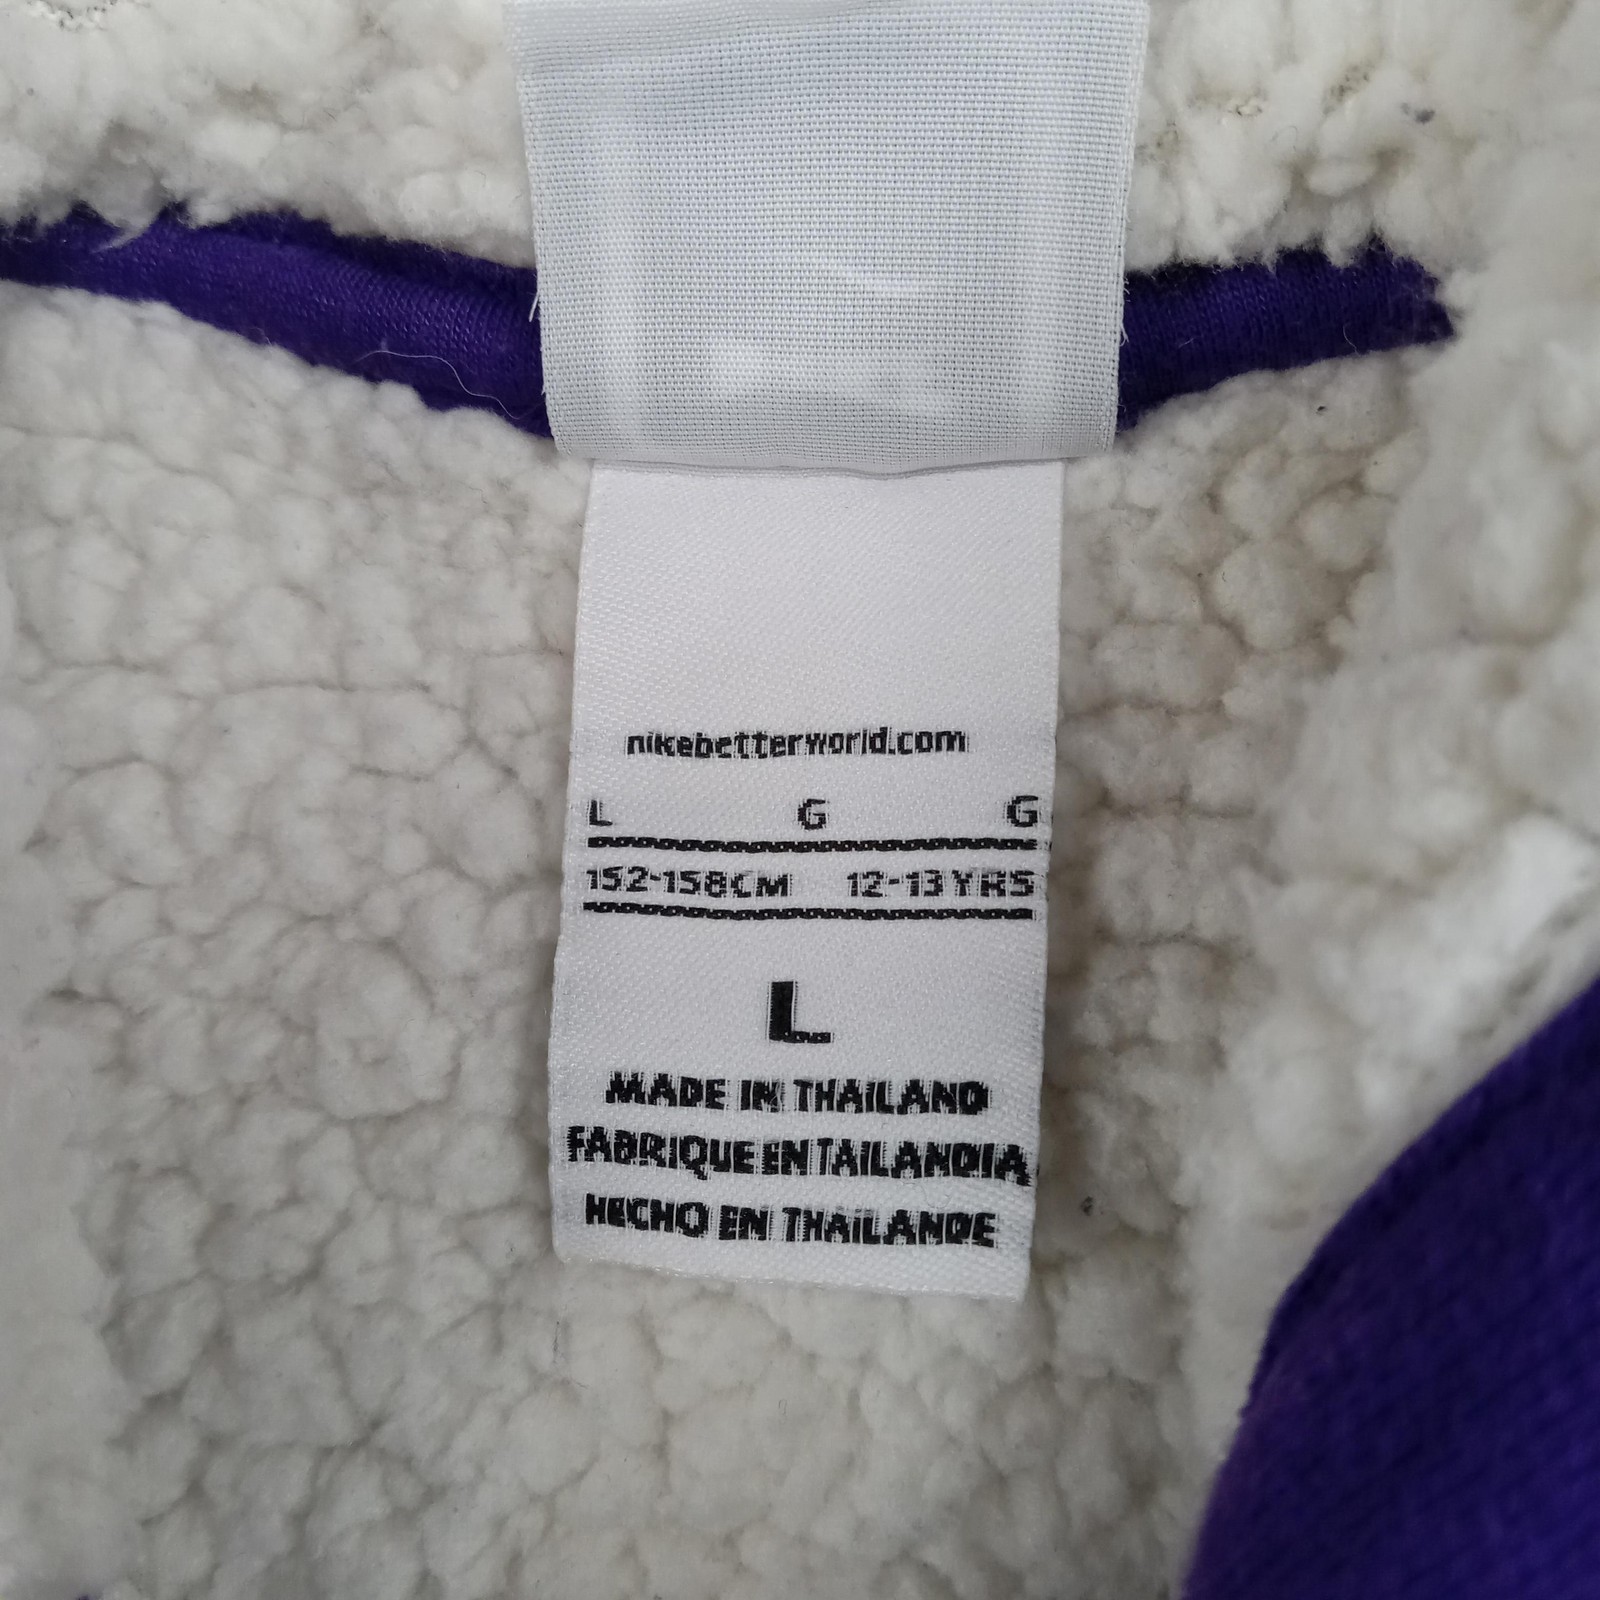 nikebetterworld.com
L G G
152-158CM 12-13 YRS
L
MADE IN THAILAND
FABRIQUE EN TAILANDIA
HECHO EN THAILANDE